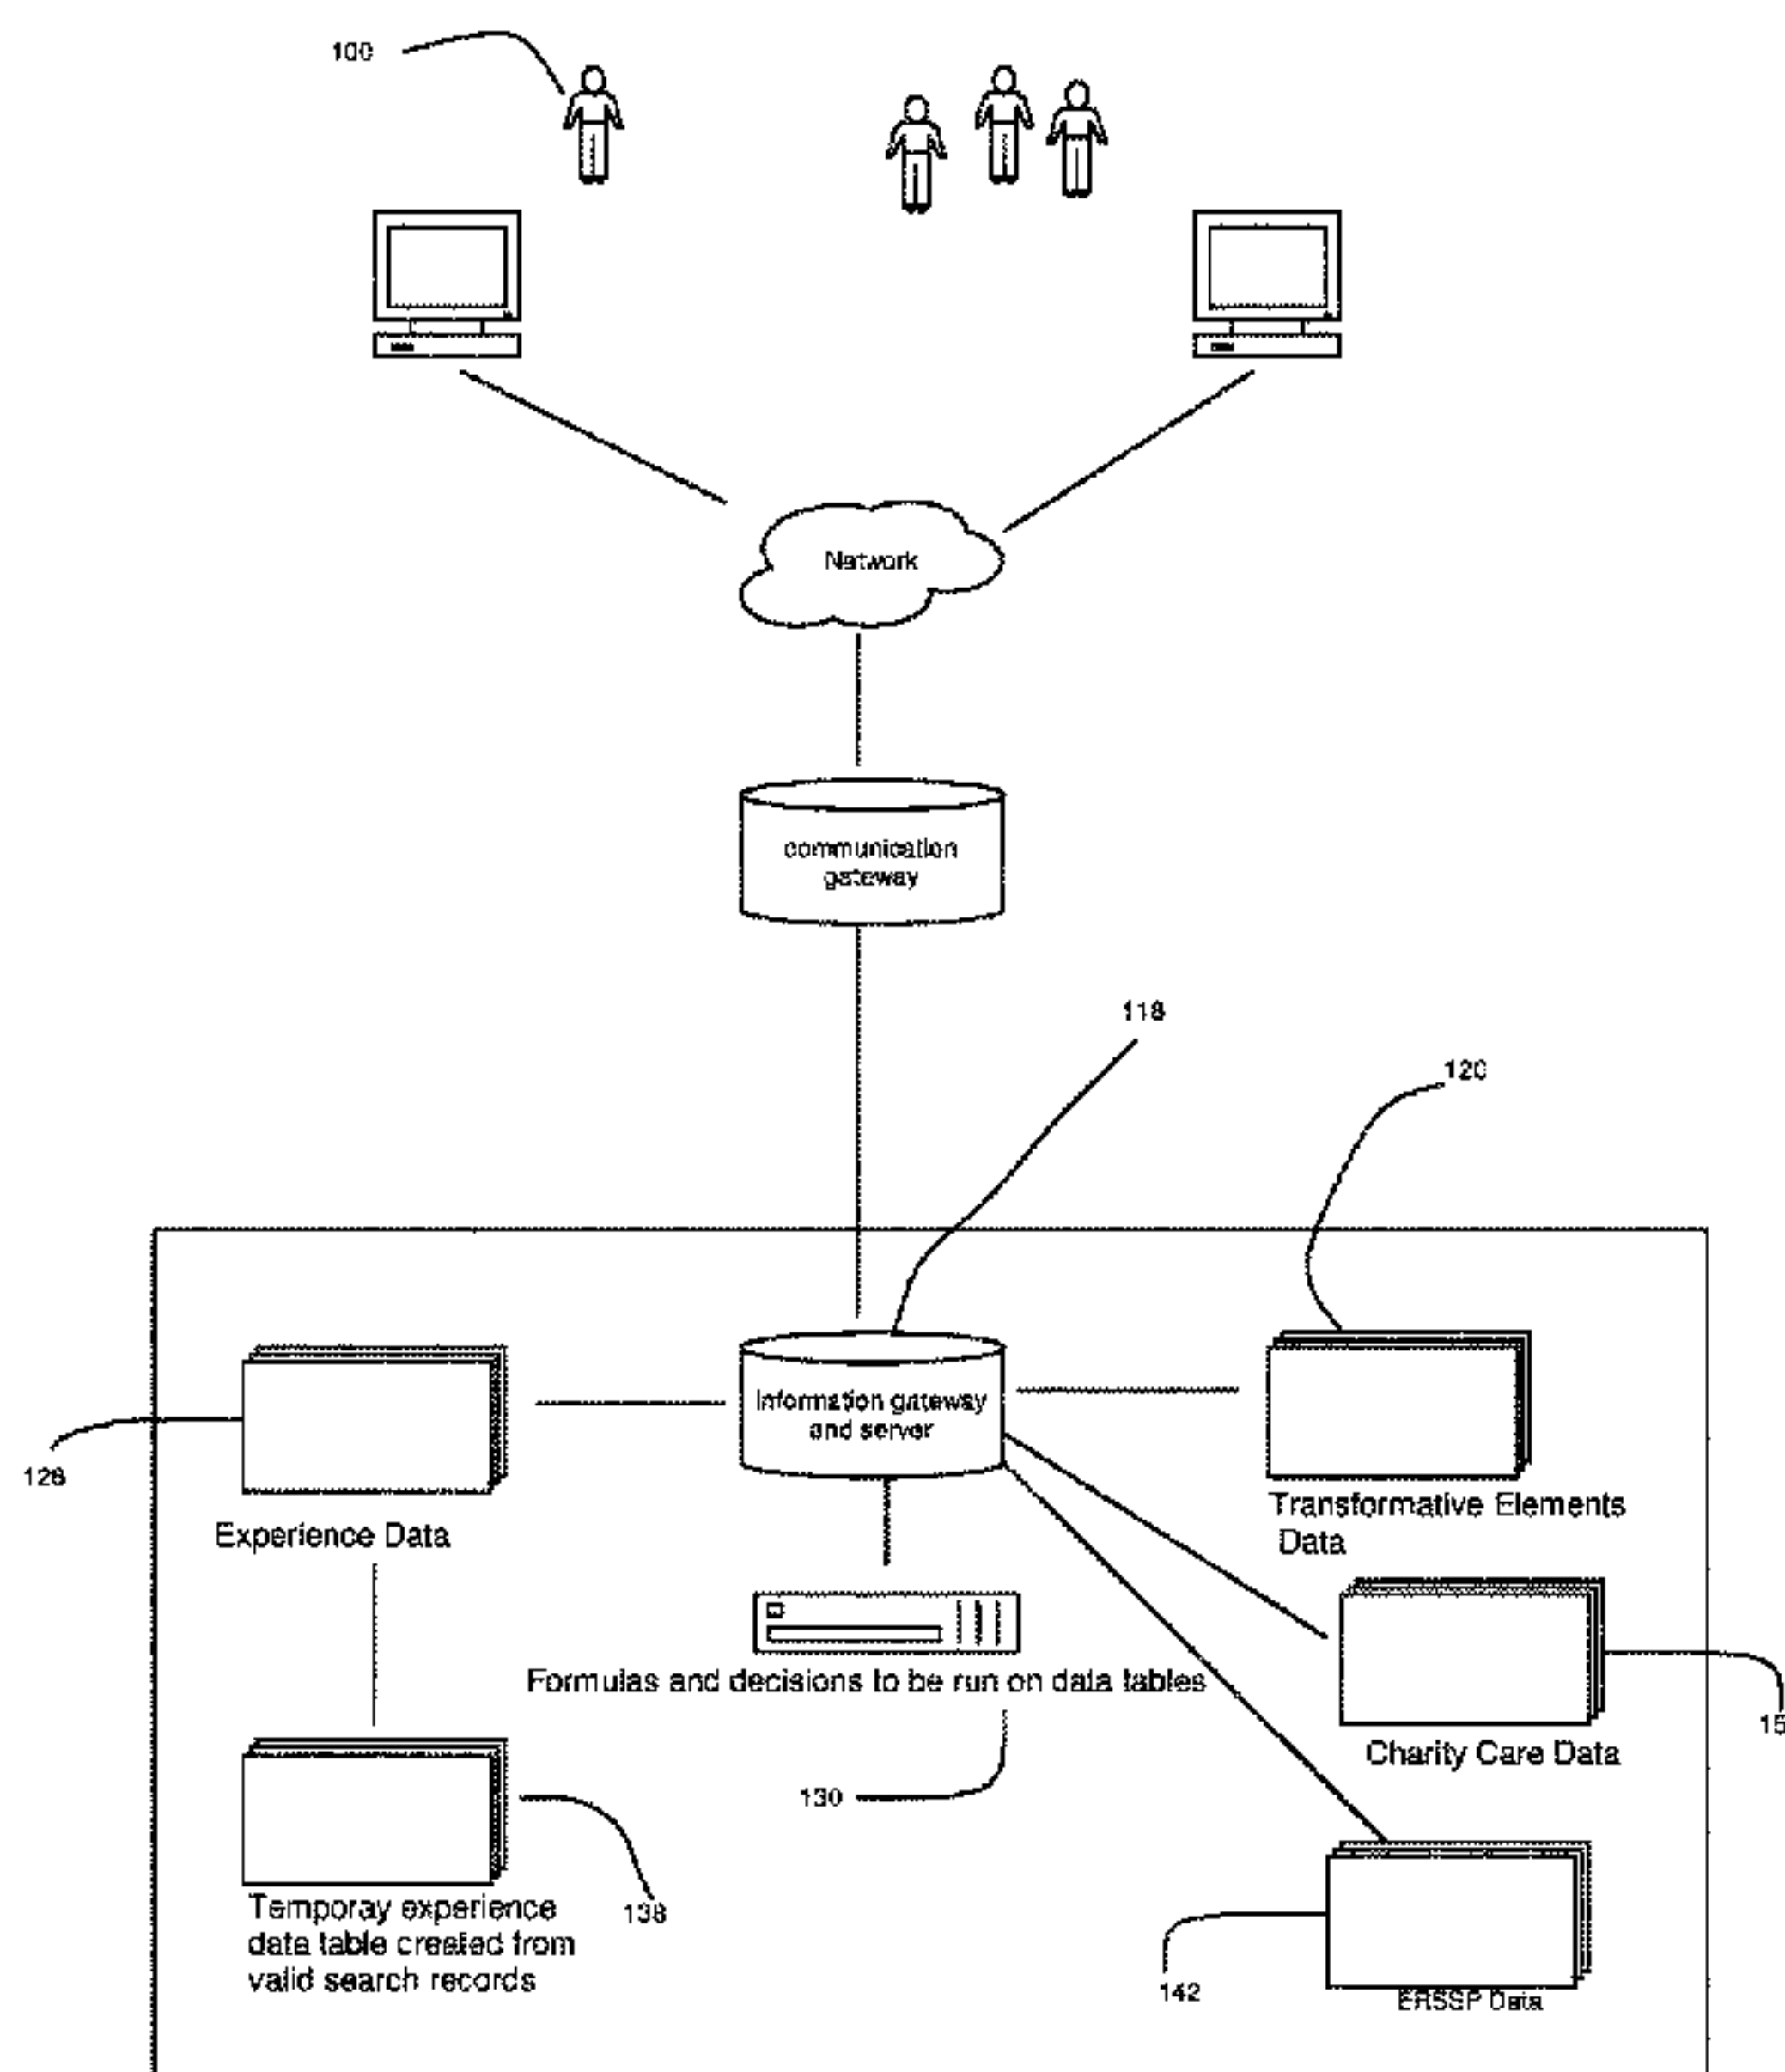 100
Network
communication
gateway
118
120
Information gateway
and server
126
Transformative Elements
Data
Experience Data
Formulas and decisions to be run on data tables
15
Charity Care Data
130
138
Temporay experience
data table created from
valid search records
142
ERSSP Data